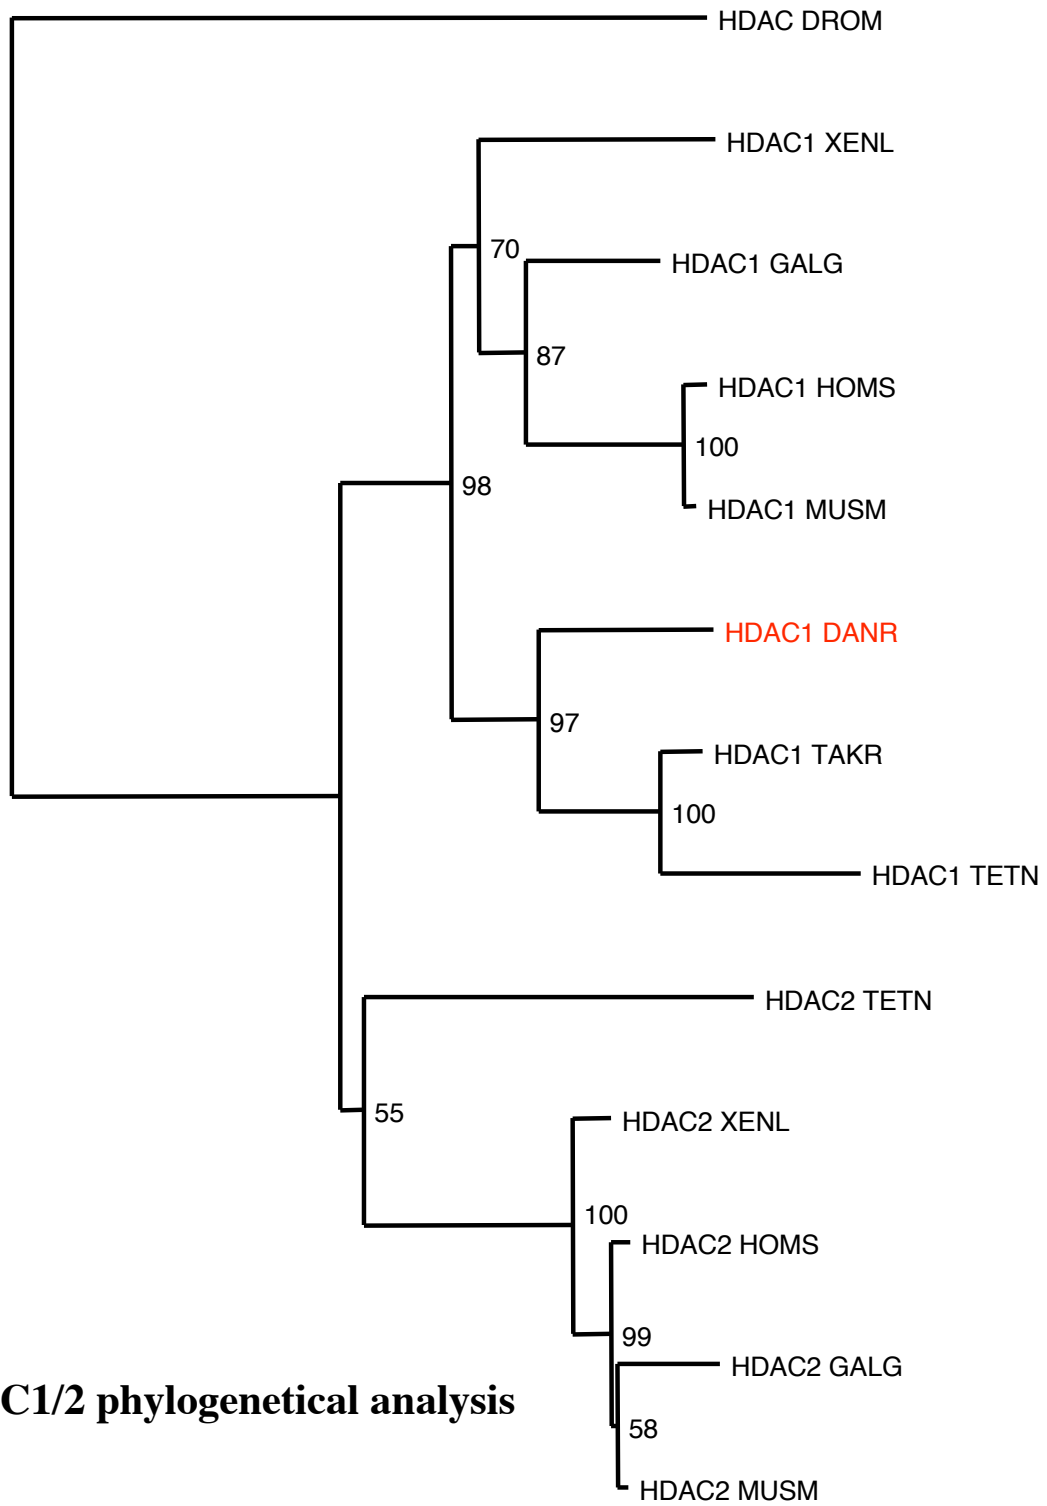 HDAC DROM
HDAC1 XENL
70
HDAC1 GALG
87
HDAC1 HOMS
100
98
HDAC1 MUSM
HDAC1 DANR
97
HDAC1 TAKR
100
HDAC1 TETN
HDAC2 TETN
55
HDAC2 XENL
100
HDAC2 HOMS
99
HDAC2 GALG
C1/2 phylogenetical analysis
58
HDAC2 MUSM